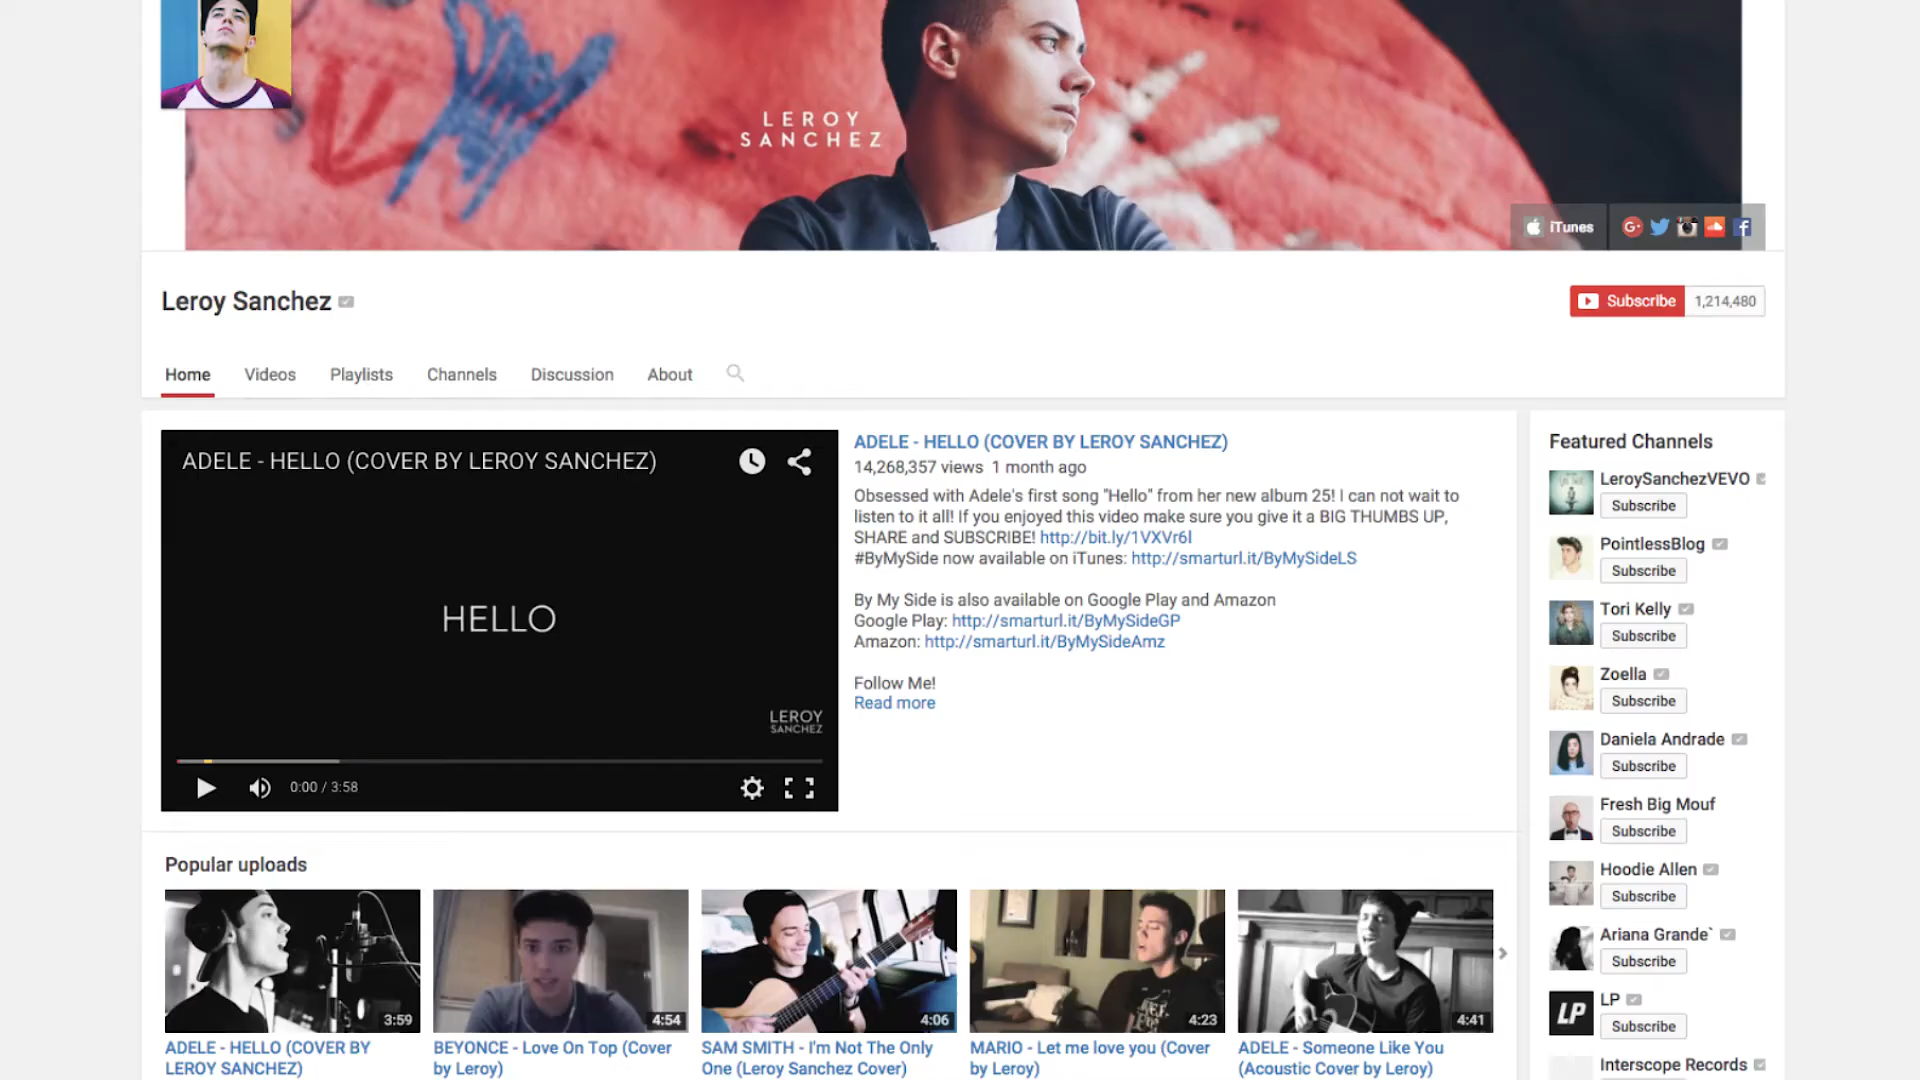 LEROY
SANCHEZ
iTunes
Leroy Sanchez
Subscribe 1,214,480
Home Videos Playlists Channels Discussion About
ADELE - HELLO (COVER BY LEROY SANCHEZ)
HELLO
LEROY
SANCHEZ
0:00 / 3:58
ADELE - HELLO (COVER BY LEROY SANCHEZ)
14,268,357 views 1 month ago
Obsessed with Adele's first song "Hello" from her new album 25! I can not wait to
listen to it all! If you enjoyed this video make sure you give it a BIG THUMBS UP,
SHARE and SUBSCRIBE! http://bit.ly/1VXVr6l
#ByMySide now available on iTunes: http://smarturl.it/ByMySideLS
By My Side is also available on Google Play and Amazon
Google Play: http://smarturl.it/ByMySideGP
Amazon: http://smarturl.it/ByMySideAmz
Follow Me!
Read more
Featured Channels
LeroySanchezVEVO
Subscribe
PointlessBlog
Subscribe
Tori Kelly
Subscribe
Zoella
Subscribe
Daniela Andrade
Subscribe
Fresh Big Mouf
Subscribe
Hoodie Allen
Subscribe
Ariana Grande`
Subscribe
LP
LP
Subscribe
Interscope Records
Popular uploads
3:59
4:54
4:06
4:23
4:41
ADELE - HELLO (COVER BY
LEROY SANCHEZ)
BEYONCE - Love On Top (Cover
by Leroy)
SAM SMITH - I'm Not The Only
One (Leroy Sanchez Cover)
MARIO - Let me love you (Cover
by Leroy)
ADELE - Someone Like You
(Acoustic Cover by Leroy)